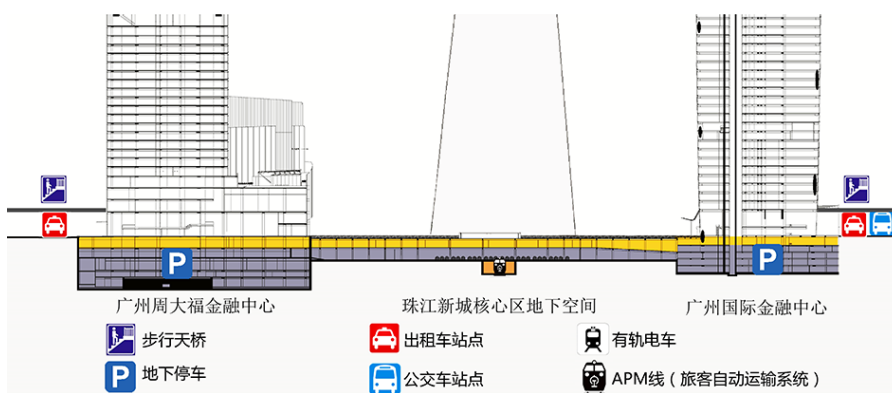 P
P
广州周大福金融中心
珠江新城核心区地下空间
广州国际金融中心
步行天桥
出租车站点
有轨电车
P
地下停车
公交车站点
APM线（旅客自动运输系统）